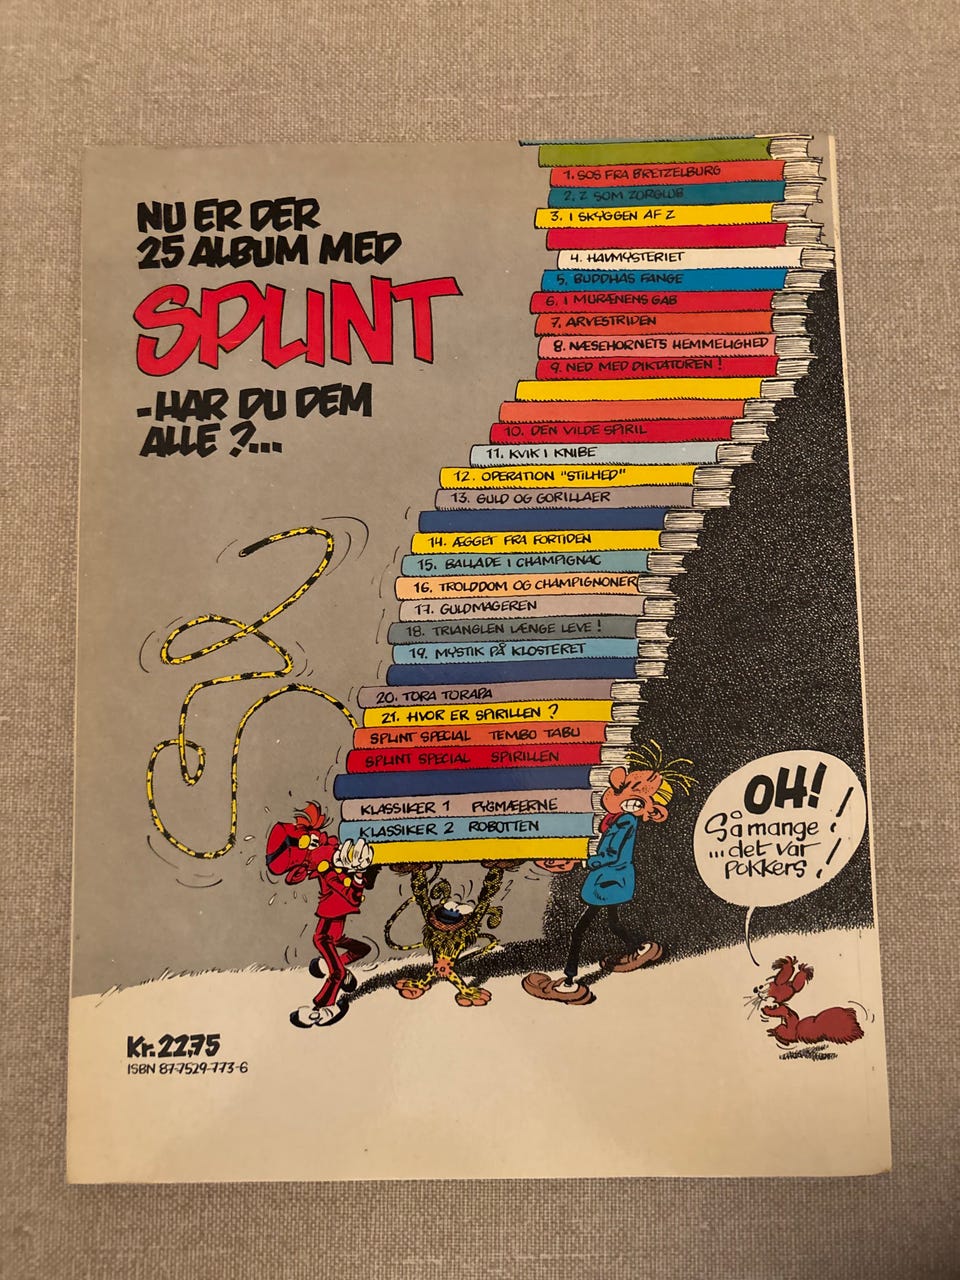 NU ER DER
25 ALBUM MED
SPLINT
- HAR DU DEM
ALLE ?...
1. SOS FRA BRETZELBURG
2. Z SOM ZORGLUB
3. I SKYGGEN AF Z
4. HAVMYSTERIET
5. BUDDHAS FANGE
6. I MURÆNENS GAB
7. ARVESTRIDEN
8. NÆSEHORNETS HEMMELIGHED
9. NED MED DIKTATOREN !
10. DEN VILDE SPIRIL
11. KVIK I KNIBE
12. OPERATION "STILHED"
13. GULD OG GORILLAER
14. ÆGGET FRA FORTIDEN
15. BALLADE I CHAMPIGNAC
16. TROLDDOM OG CHAMPIGNONER
17. GULDMAGEREN
18. TRIANGLEN LÆNGE LEVE !
19. MYSTIK PÅ KLOSTERET
20. TORA TORAPA
21. HVOR ER SPIRILLEN ?
SPLINT SPECIAL TEMBO TABU
SPLINT SPECIAL SPIRILLEN
KLASSIKER 1 PYGMÆERNE
KLASSIKER 2 ROBOTTEN
OH!
Så mange !
... det var
pokkers !
Kr. 22,75
ISBN 87-7529-773-6